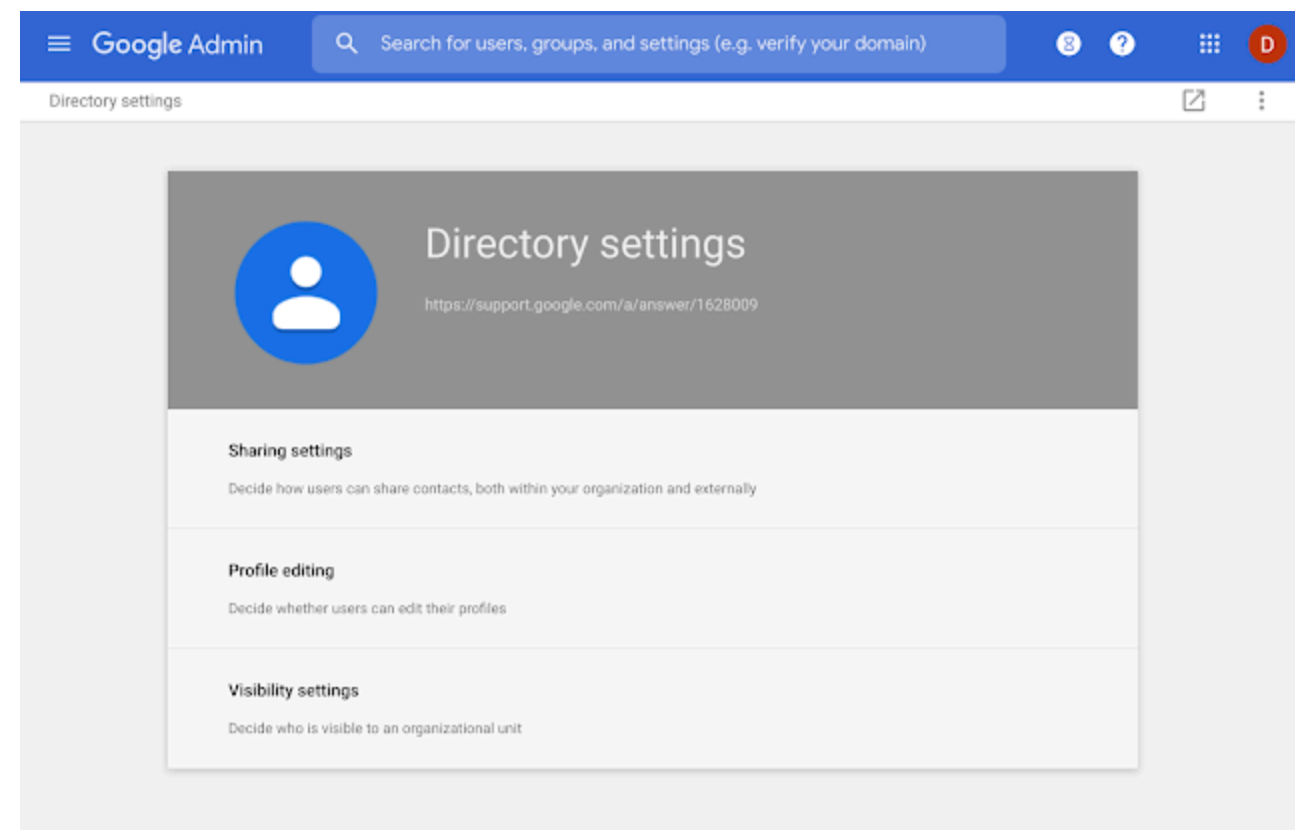 Google Admin
Search for users, groups, and settings (e.g. verify your domain)
8
?
D
Directory settings
Directory settings
https://support.google.com/a/answer/1628009
Sharing settings
Decide how users can share contacts, both within your organization and externally
Profile editing
Decide whether users can edit their profiles
Visibility settings
Decide who is visible to an organizational unit